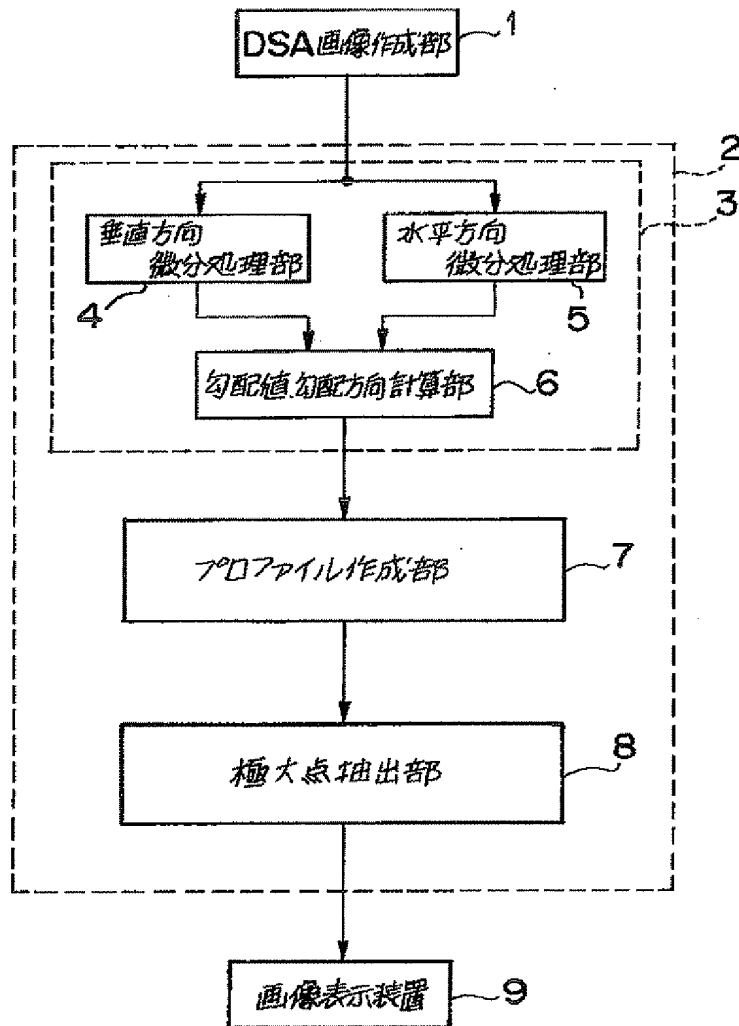 DSA画像作成部
1
2
3
垂直方向
微分処理部
4
水平方向
微分処理部
5
勾配値.勾配方向計算部
6
プロファイル作成部
7
極大点抽出部
8
画像表示装置
9